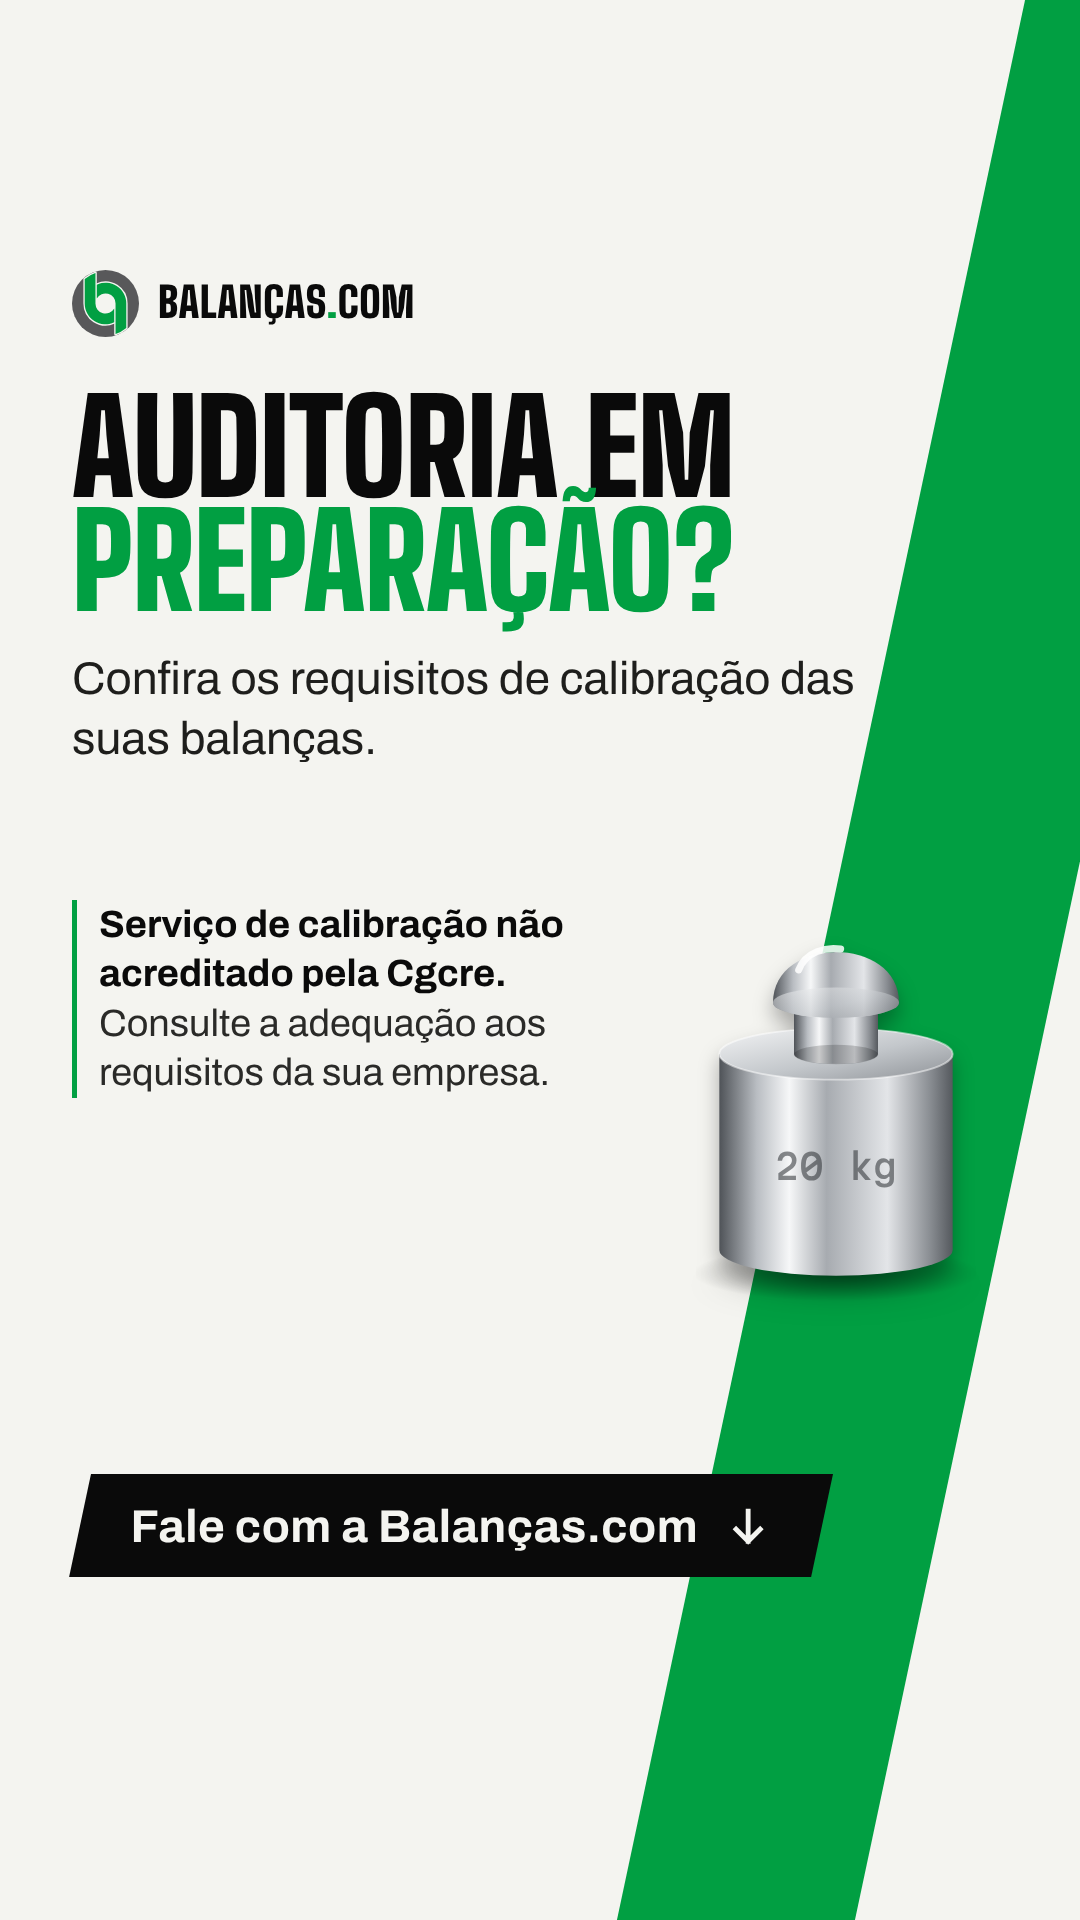 BALANÇAS.COM
AUDITORIA EM
PREPARAÇÃO?
Confira os requisitos de calibração das
suas balanças.
Serviço de calibração não
acreditado pela Cgcre.
Consulte a adequação aos
requisitos da sua empresa.
20 kg
Fale com a Balanças.com ↓